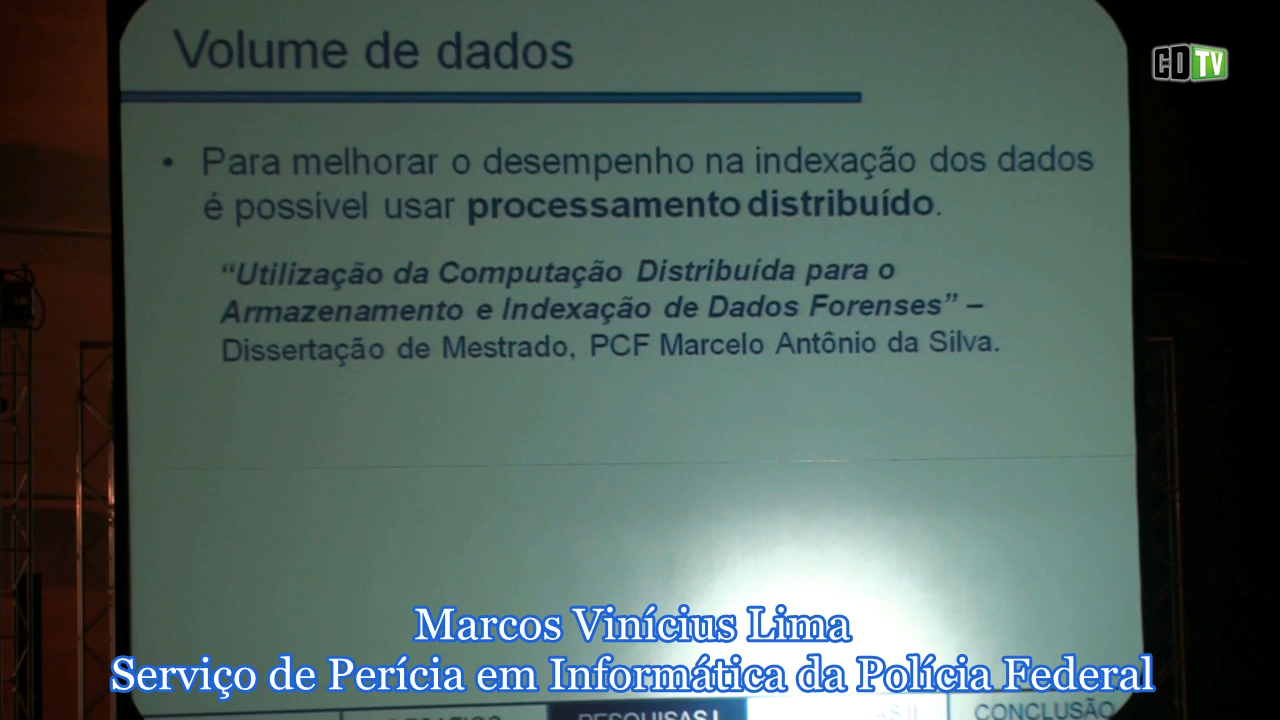 Volume de dados
CDTV
• Para melhorar o desempenho na indexação dos dados
é possível usar processamento distribuído.
“Utilização da Computação Distribuída para o
Armazenamento e Indexação de Dados Forenses” –
Dissertação de Mestrado, PCF Marcelo Antônio da Silva.
Marcos Vinícius Lima
Serviço de Perícia em Informática da Polícia Federal
PESQUISAS I
CONCLUSÃO